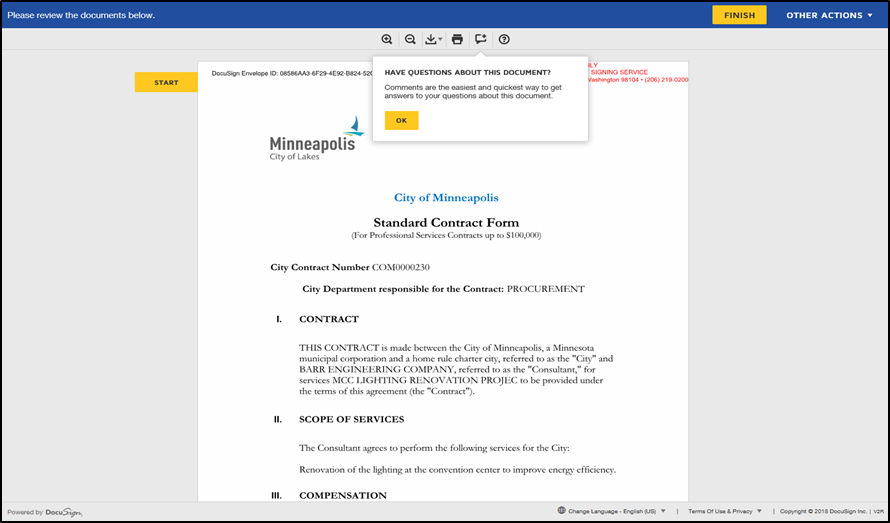 Please review the documents below.
FINISH
OTHER ACTIONS
START
DocuSign Envelope ID: 08586AA3-6F29-4E92-B824-52C
HAVE QUESTIONS ABOUT THIS DOCUMENT?
Comments are the easiest and quickest way to get
answers to your questions about this document.
OK
SIGNING SERVICE
Washington 98104 • (206) 219-0200
Minneapolis
City of Lakes
City of Minneapolis
Standard Contract Form
(For Professional Services Contracts up to $100,000)
City Contract Number COM0000230
City Department responsible for the Contract: PROCUREMENT
I. CONTRACT
THIS CONTRACT is made between the City of Minneapolis, a Minnesota
municipal corporation and a home rule charter city, referred to as the "City" and
BARR ENGINEERING COMPANY, referred to as the "Consultant," for
services MCC LIGHTING RENOVATION PROJEC to be provided under
the terms of this agreement (the "Contract").
II. SCOPE OF SERVICES
The Consultant agrees to perform the following services for the City:
Renovation of the lighting at the convention center to improve energy efficiency.
III. COMPENSATION
Powered by DocuSign
Change Language - English (US) | Terms Of Use & Privacy | Copyright © 2018 DocuSign Inc. | V2R